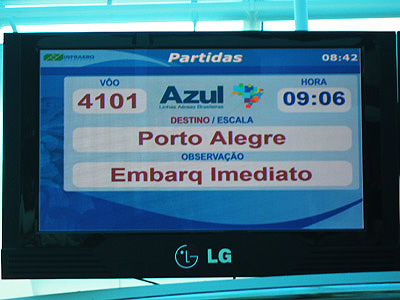 INFRAERO
Partidas
08:42
VÔO
HORA
4101
Azul
Linhas Aéreas Brasileiras
09:06
DESTINO / ESCALA
Porto Alegre
OBSERVAÇÃO
Embarq Imediato
LG